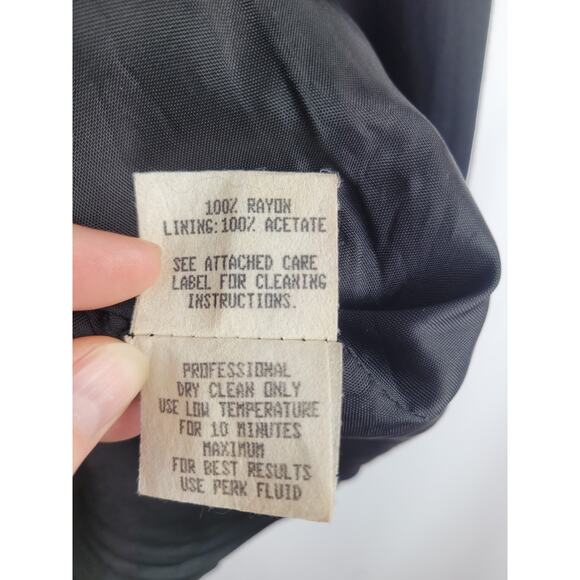 100% RAYON
LINING:100% ACETATE
SEE ATTACHED CARE
LABEL FOR CLEANING
INSTRUCTIONS.
PROFESSIONAL
DRY CLEAN ONLY
USE LOW TEMPERATURE
FOR 10 MINUTES
MAXIMUM
FOR BEST RESULTS
USE PERK FLUID